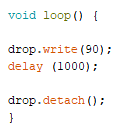 void loop() {
drop.write(90);
delay (1000);
drop.detach();
}